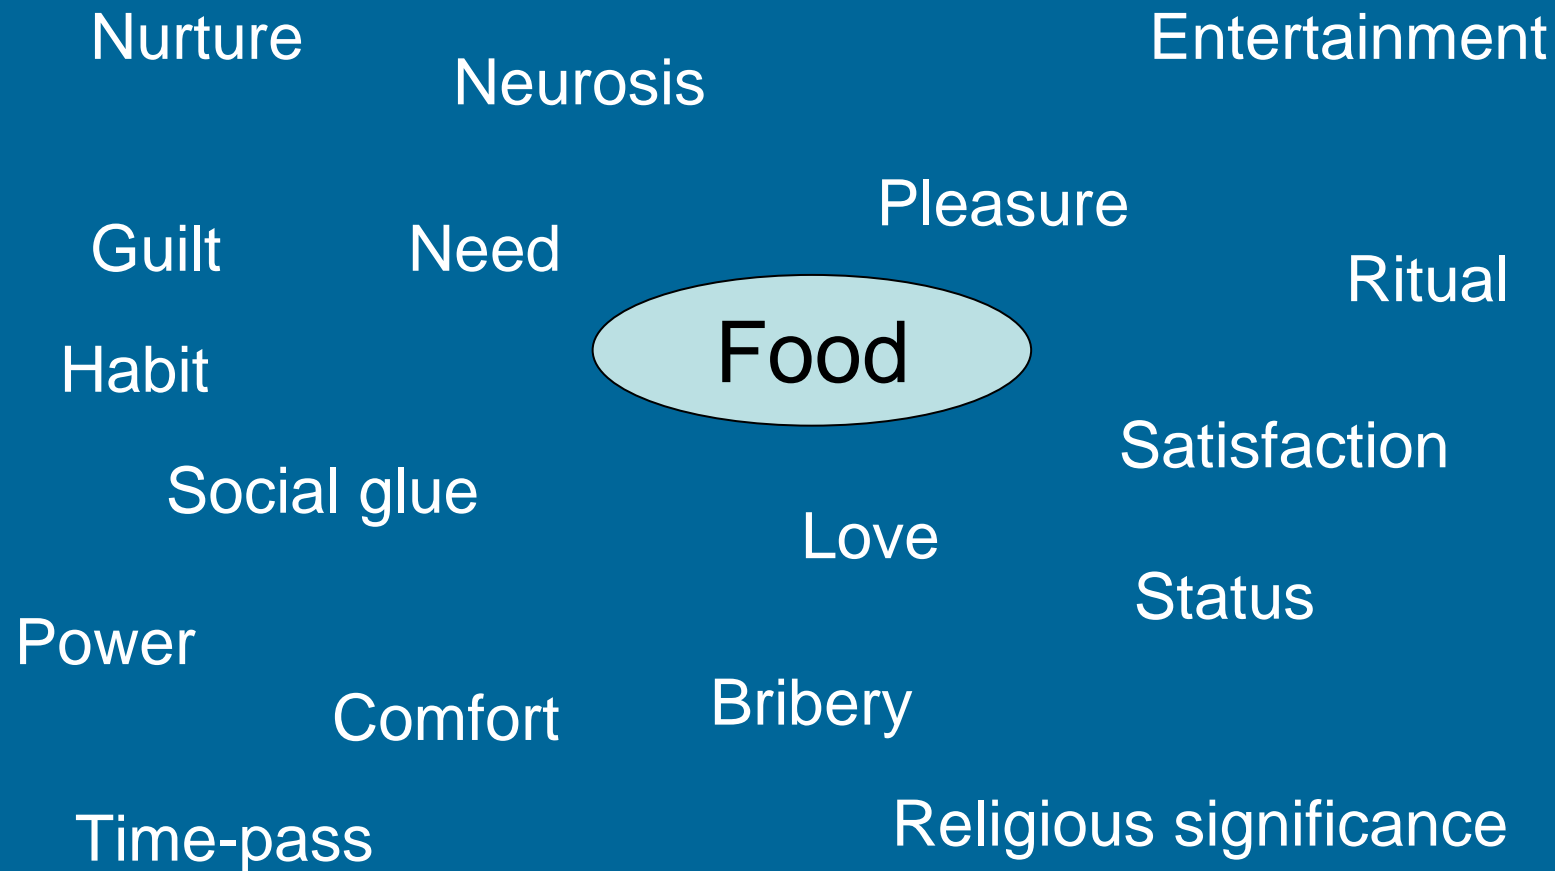 Nurture
Entertainment
Neurosis
Pleasure
Guilt
Need
Ritual
Food
Habit
Satisfaction
Social glue
Love
Status
Power
Bribery
Comfort
Religious significance
Time-pass